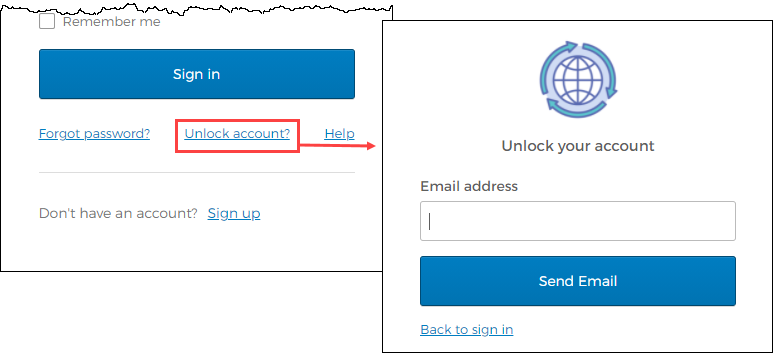 Remember me
Sign in
Forgot password? Unlock account? Help
Don't have an account? Sign up
Unlock your account
Email address
Send Email
Back to sign in